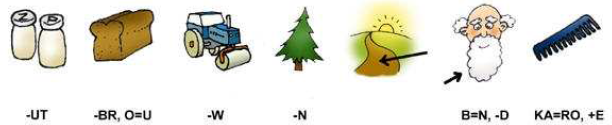 Z P
-UT -BR, O=U -W -N B=N, -D KA=RO, +E